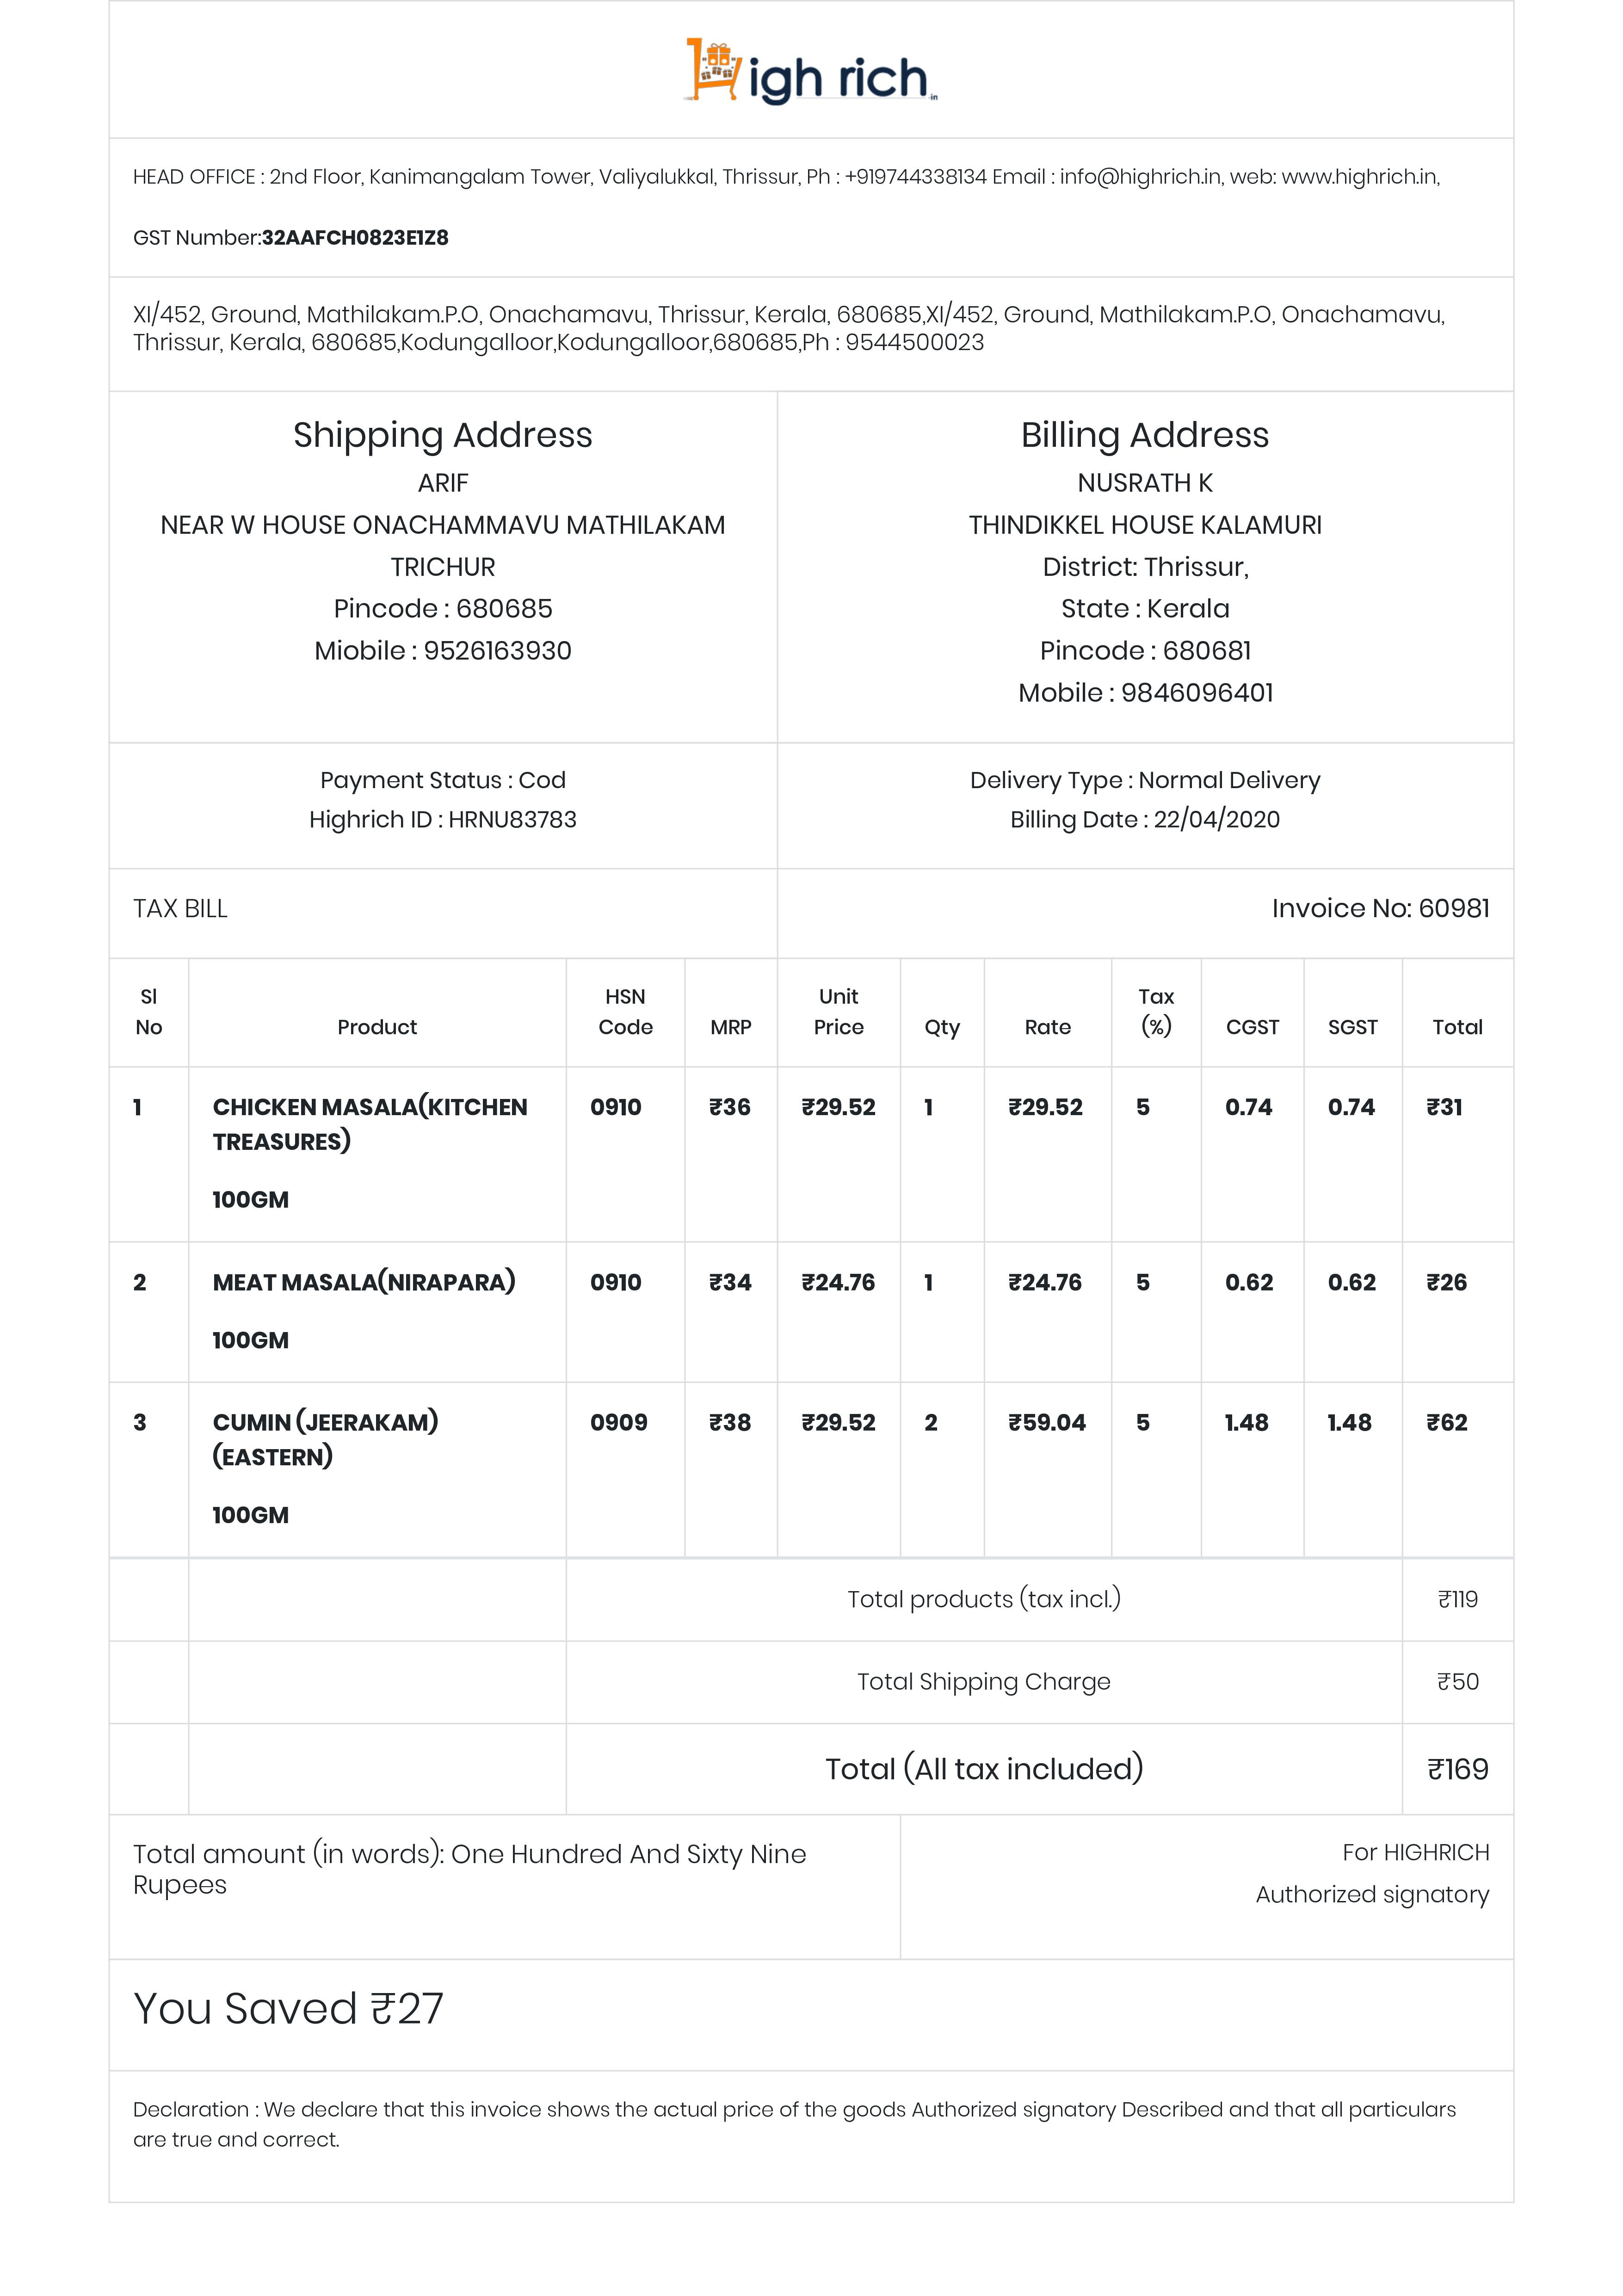 igh rich.in
HEAD OFFICE : 2nd Floor, Kanimangalam Tower, Valiyalukkal, Thrissur, Ph : +919744338134 Email : info@highrich.in, web: www.highrich.in,
GST Number:32AAFCH0823E1Z8
XI/452, Ground, Mathilakam.P.O, Onachamavu, Thrissur, Kerala, 680685,XI/452, Ground, Mathilakam.P.O, Onachamavu,
Thrissur, Kerala, 680685,Kodungalloor,Kodungalloor,680685,Ph : 9544500023
Shipping Address
ARIF
NEAR W HOUSE ONACHAMMAVU MATHILAKAM
TRICHUR
Pincode : 680685
Miobile : 9526163930
Billing Address
NUSRATH K
THINDIKKEL HOUSE KALAMURI
District: Thrissur,
State : Kerala
Pincode : 680681
Mobile : 9846096401
Payment Status : Cod
Highrich ID : HRNU83783
Delivery Type : Normal Delivery
Billing Date : 22/04/2020
TAX BILL
Invoice No: 60981
Sl No Product HSN Code MRP Unit Price Qty Rate Tax (%) CGST SGST Total
1 CHICKEN MASALA(KITCHEN 0910 ₹36 ₹29.52 1 ₹29.52 5 0.74 0.74 ₹31
TREASURES)
100GM
2 MEAT MASALA(NIRAPARA) 0910 ₹34 ₹24.76 1 ₹24.76 5 0.62 0.62 ₹26
100GM
3 CUMIN (JEERAKAM) 0909 ₹38 ₹29.52 2 ₹59.04 5 1.48 1.48 ₹62
(EASTERN)
100GM
Total products (tax incl.) ₹119
Total Shipping Charge ₹50
Total (All tax included) ₹169
Total amount (in words): One Hundred And Sixty Nine
Rupees
For HIGHRICH
Authorized signatory
You Saved ₹27
Declaration : We declare that this invoice shows the actual price of the goods Authorized signatory Described and that all particulars
are true and correct.